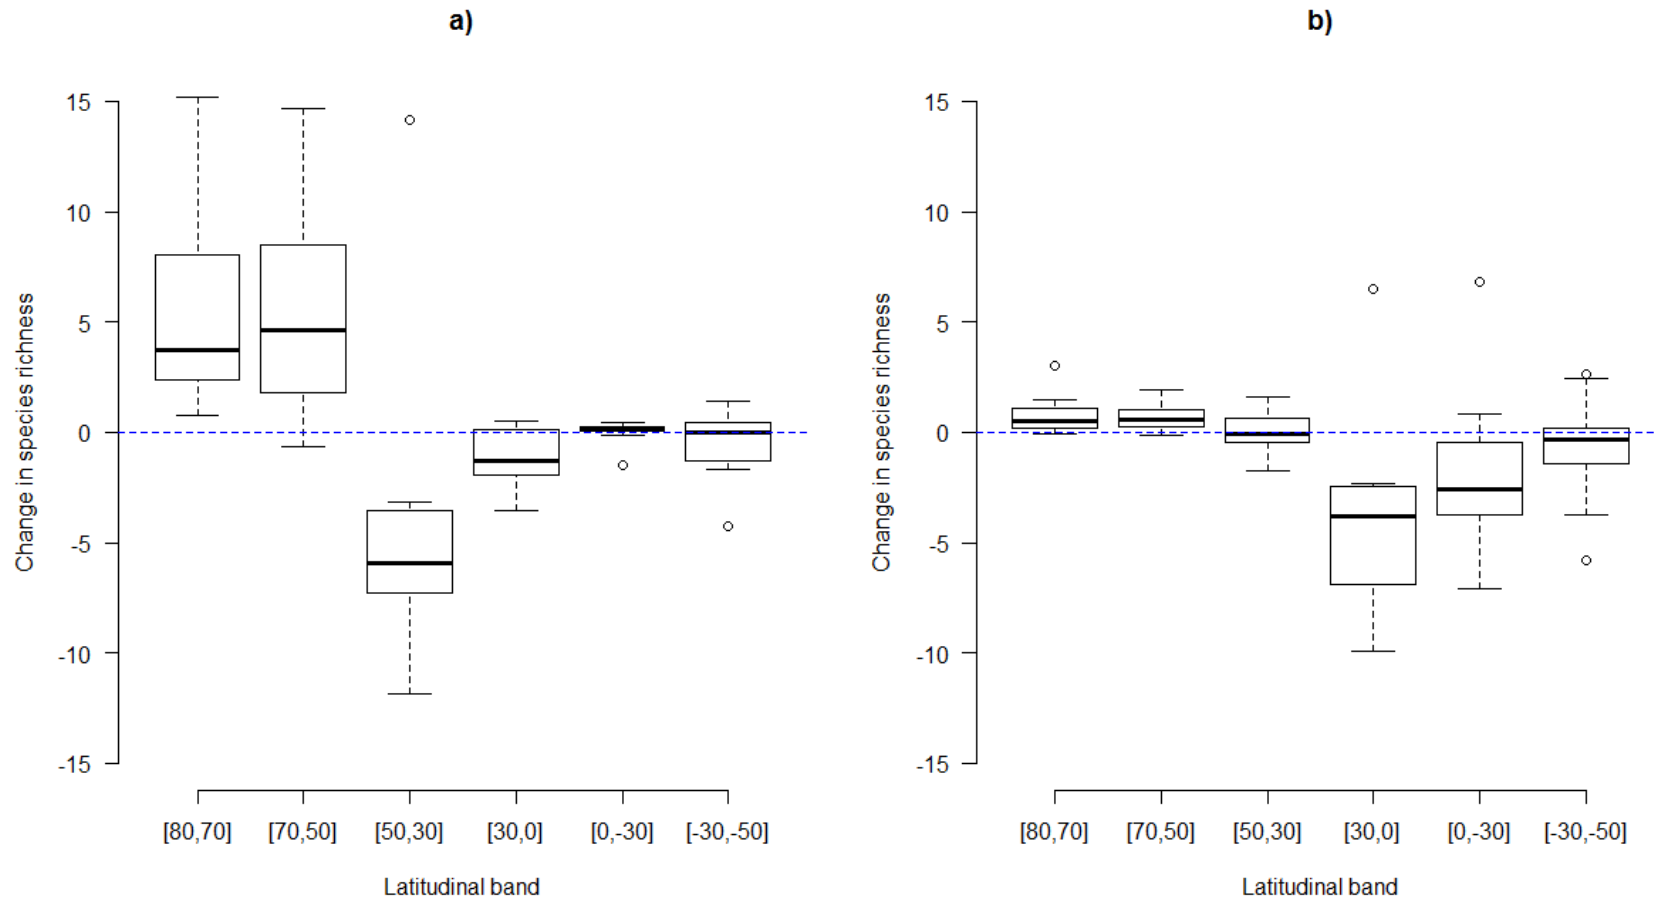 a)
15
10
5
0
-5
-10
-15
Change in species richness
[80,70] [70,50] [50,30] [30,0] [0,-30] [-30,-50]
Latitudinal band
b)
15
10
5
0
-5
-10
-15
Change in species richness
[80,70] [70,50] [50,30] [30,0] [0,-30] [-30,-50]
Latitudinal band